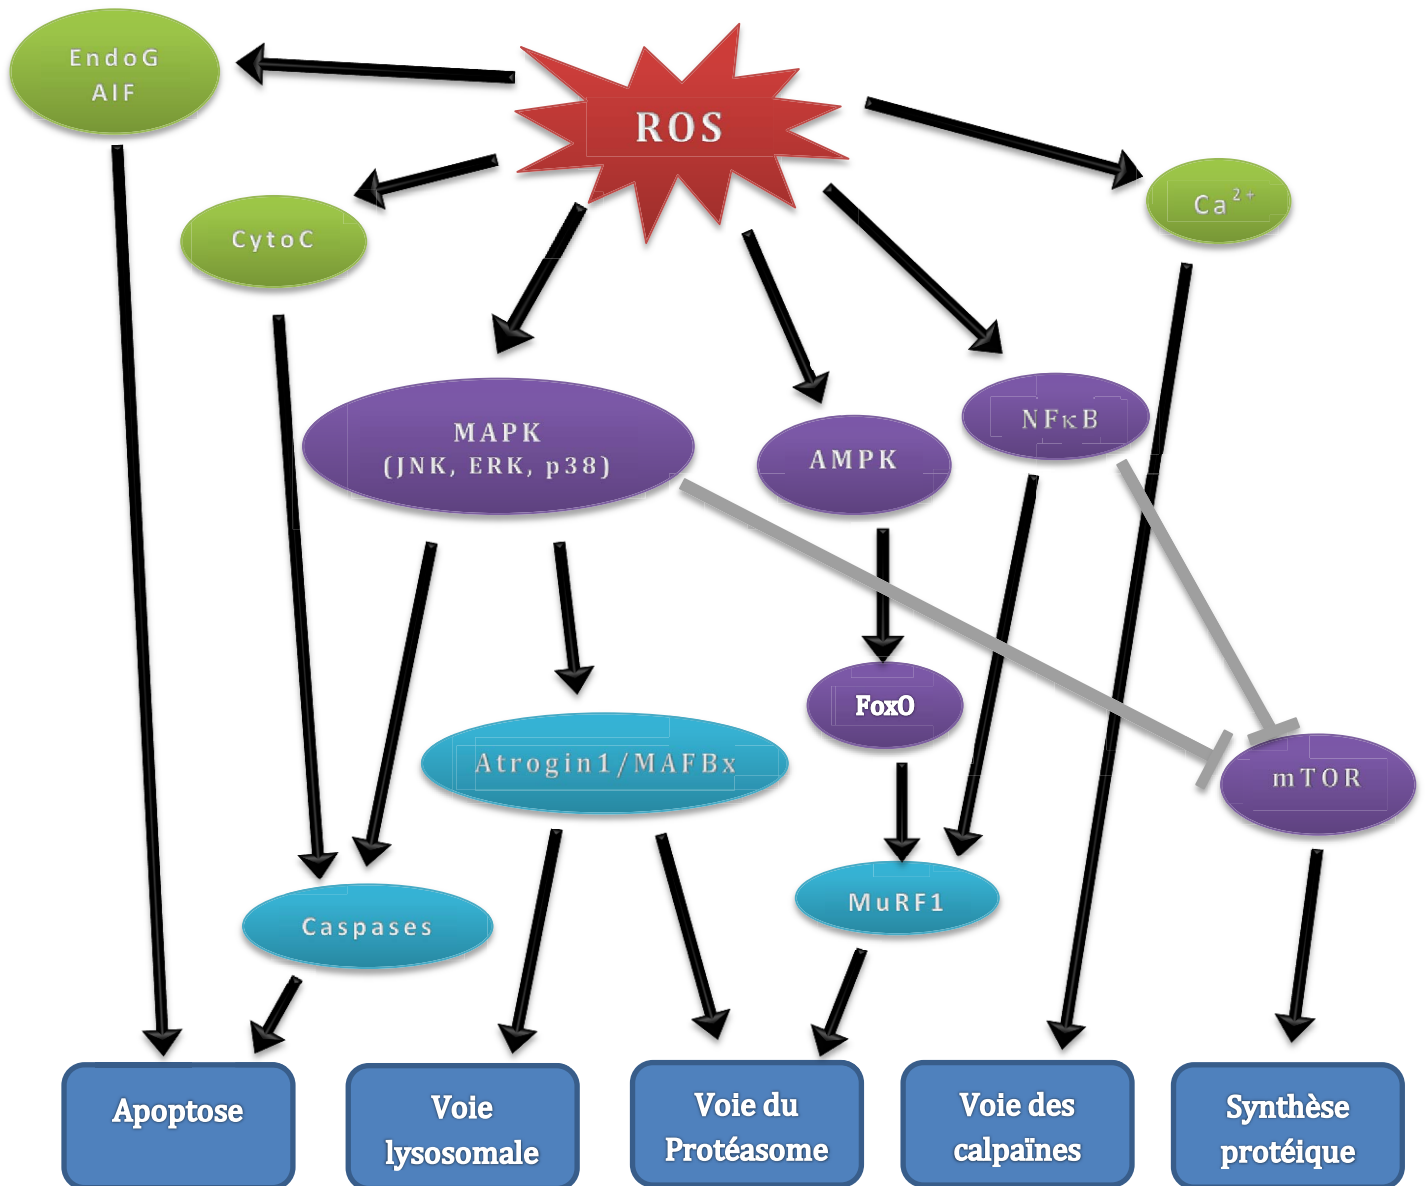 EndoG
AIF
ROS
Ca²⁺
CytoC
MAPK
(JNK, ERK, p38)
AMPK
NFκB
FoxO
Atrogin1/MAFBx
mTOR
Caspases
MuRF1
Apoptose
Voie
lysosomale
Voie du
Protéasome
Voie des
calpaïnes
Synthèse
protéique